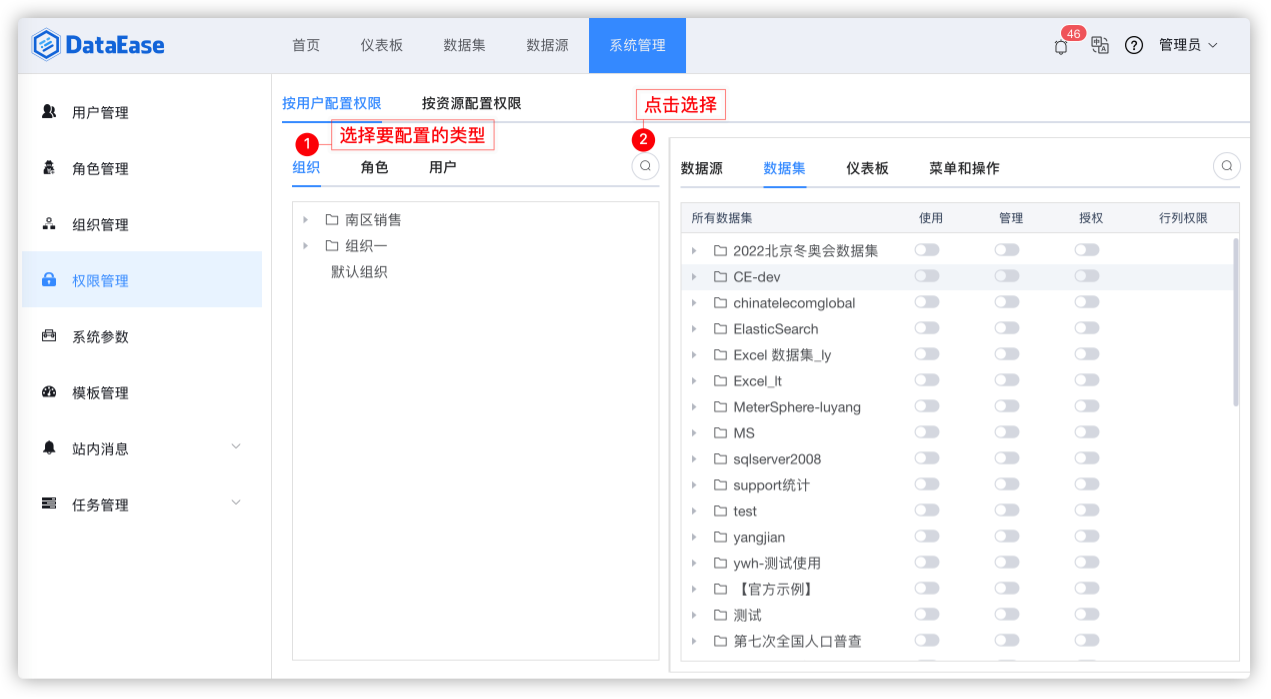 DataEase 首页 仪表板 数据集 数据源 系统管理 46 管理员
用户管理
角色管理
组织管理
权限管理
系统参数
模板管理
站内消息
任务管理
按用户配置权限 按资源配置权限
点击选择
1 选择要配置的类型
2
组织 角色 用户
南区销售
组织一
默认组织
数据源 数据集 仪表板 菜单和操作
所有数据集 使用 管理 授权 行列权限
2022北京冬奥会数据集
CE-dev
chinatelecomglobal
ElasticSearch
Excel 数据集_ly
Excel_lt
MeterSphere-luyang
MS
sqlserver2008
support统计
test
yangjian
ywh-测试使用
【官方示例】
测试
第七次全国人口普查